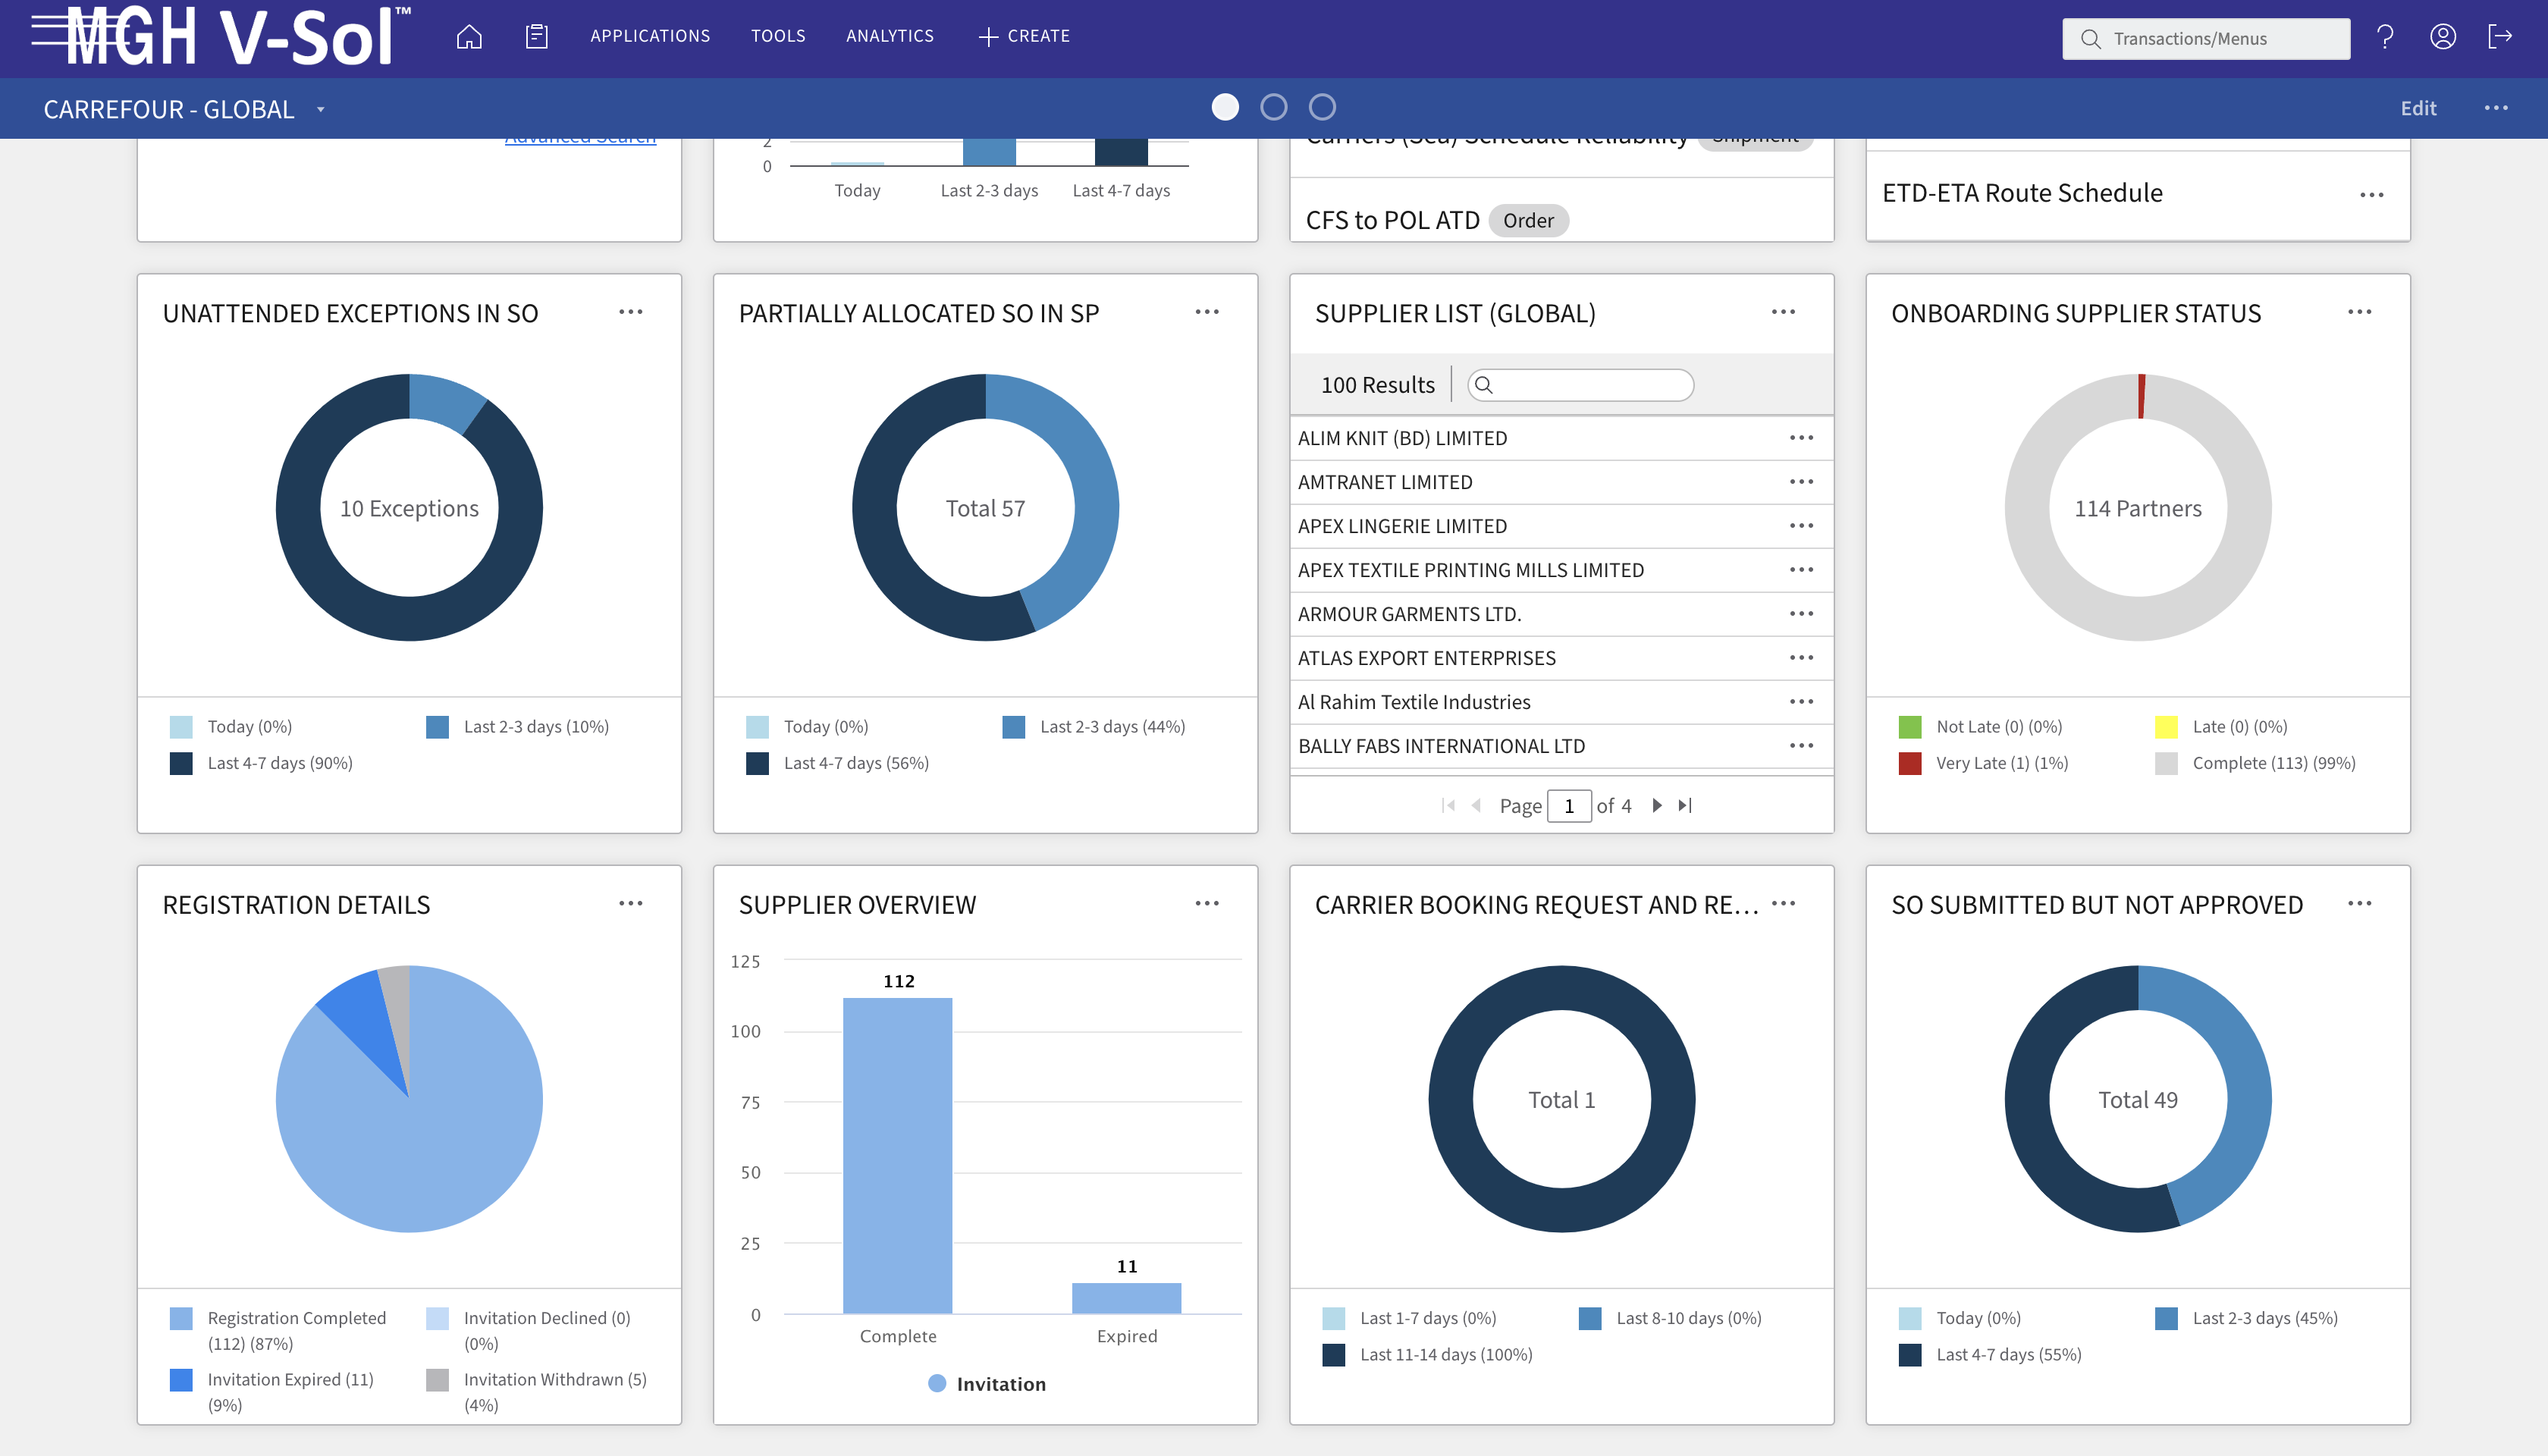 MGH V-Sol™
APPLICATIONS
TOOLS
ANALYTICS
CREATE
Transactions/Menus
?
CARREFOUR - GLOBAL
Edit
Advanced Search
2
0
Today
Last 2-3 days
Last 4-7 days
Carriers (Sea) Schedule Reliability
Shipment
CFS to POL ATD
Order
ETD-ETA Route Schedule
UNATTENDED EXCEPTIONS IN SO
10 Exceptions
Today (0%)
Last 2-3 days (10%)
Last 4-7 days (90%)
PARTIALLY ALLOCATED SO IN SP
Total 57
Today (0%)
Last 2-3 days (44%)
Last 4-7 days (56%)
SUPPLIER LIST (GLOBAL)
100 Results
ALIM KNIT (BD) LIMITED
AMTRANET LIMITED
APEX LINGERIE LIMITED
APEX TEXTILE PRINTING MILLS LIMITED
ARMOUR GARMENTS LTD.
ATLAS EXPORT ENTERPRISES
Al Rahim Textile Industries
BALLY FABS INTERNATIONAL LTD
Page 1 of 4
ONBOARDING SUPPLIER STATUS
114 Partners
Not Late (0) (0%)
Late (0) (0%)
Very Late (1) (1%)
Complete (113) (99%)
REGISTRATION DETAILS
Registration Completed
(112) (87%)
Invitation Declined (0)
(0%)
Invitation Expired (11)
(9%)
Invitation Withdrawn (5)
(4%)
SUPPLIER OVERVIEW
125
100
75
50
25
0
112
11
Complete
Expired
Invitation
CARRIER BOOKING REQUEST AND RE...
Total 1
Last 1-7 days (0%)
Last 8-10 days (0%)
Last 11-14 days (100%)
SO SUBMITTED BUT NOT APPROVED
Total 49
Today (0%)
Last 2-3 days (45%)
Last 4-7 days (55%)